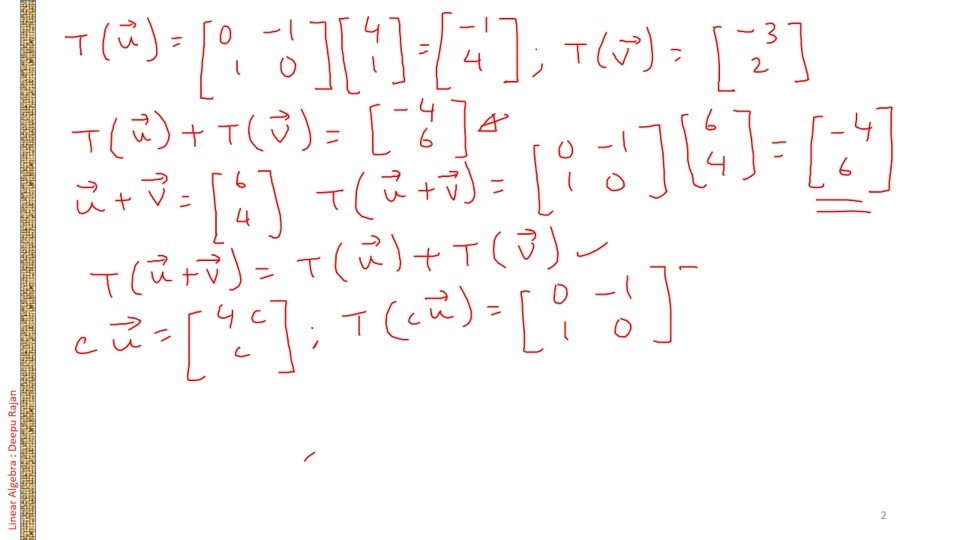 T(u⃗) = [0 -1; 1 0] [4; 1] = [-1; 4] ; T(v⃗) = [-3; 2]
T(u⃗) + T(v⃗) = [-4; 6]
u⃗ + v⃗ = [6; 4] T(u⃗ + v⃗) = [0 -1; 1 0] [6; 4] = [-4; 6]
T(u⃗ + v⃗) = T(u⃗) + T(v⃗) ✓
c u⃗ = [4c; c] ; T(c u⃗) = [0 -1; 1 0]
Linear Algebra : Deepu Rajan
2